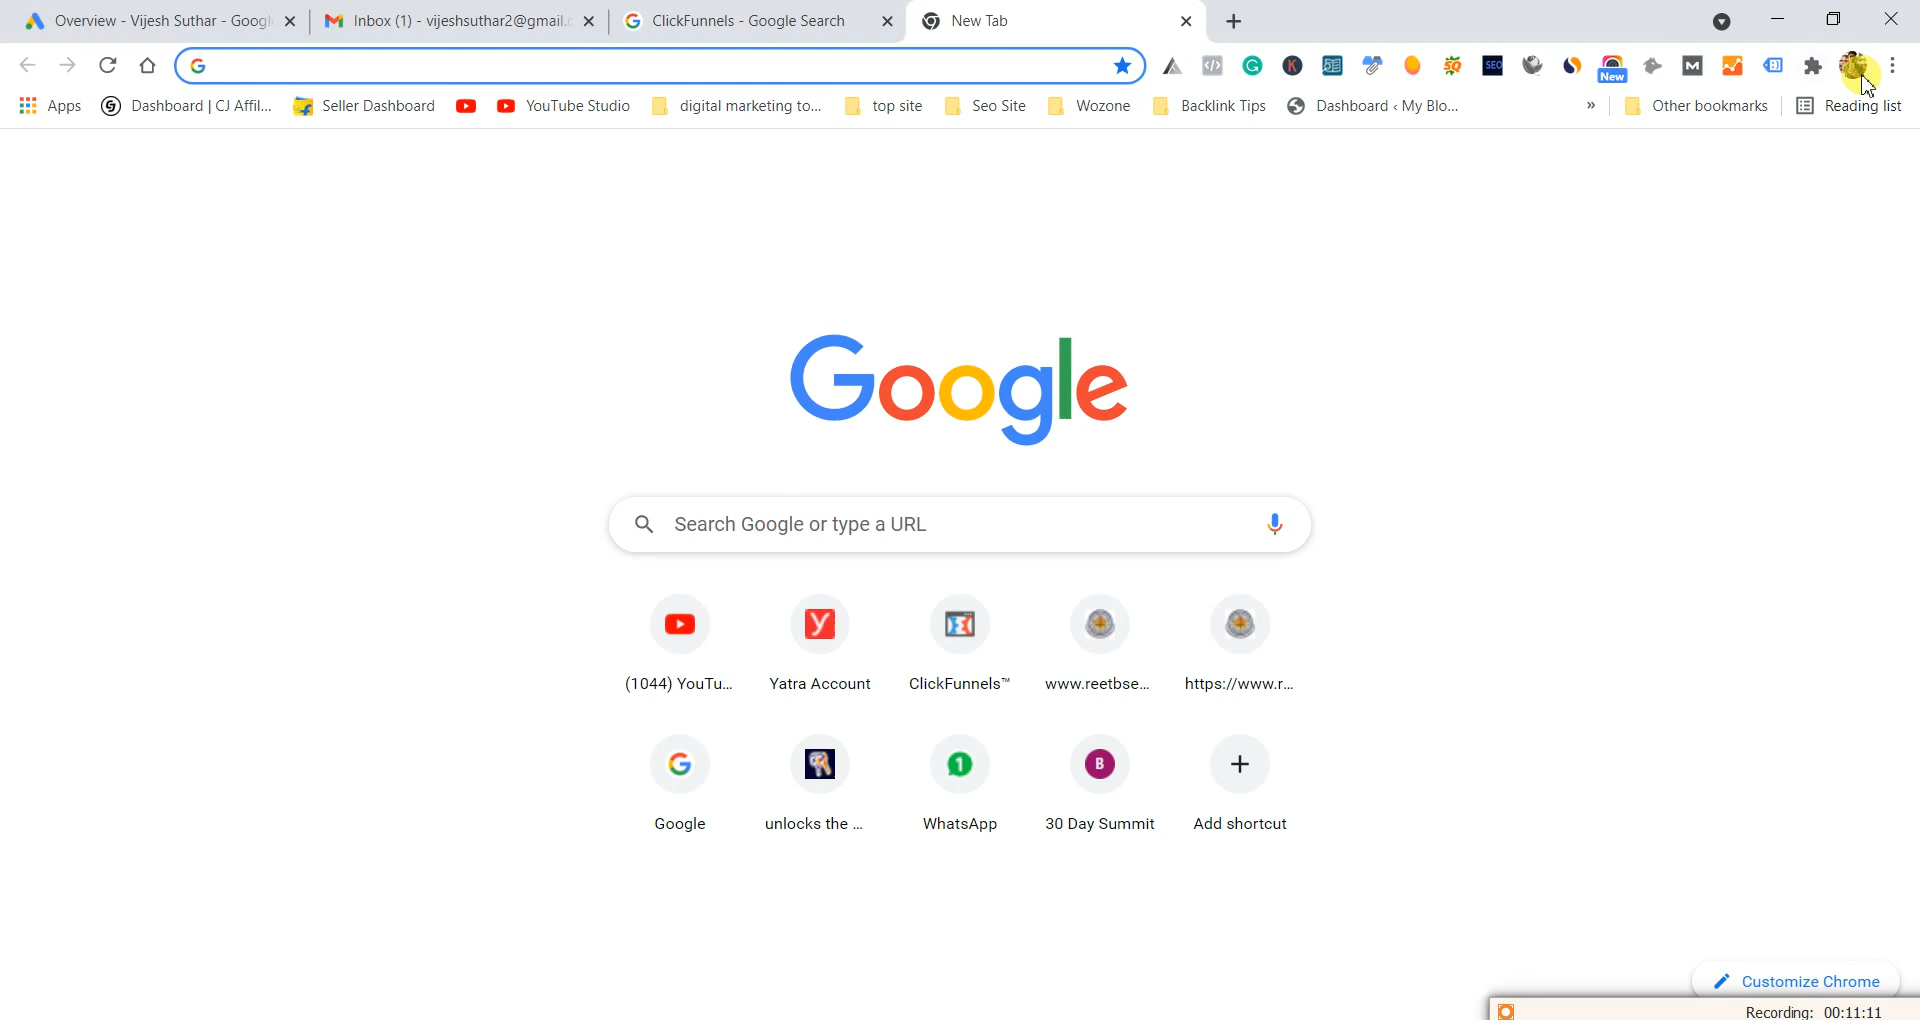 Overview - Vijesh Suthar - Googl
Inbox (1) - vijeshsuthar2@gmail.c
ClickFunnels - Google Search
New Tab
SEO
New
Apps
Dashboard | CJ Affil...
Seller Dashboard
YouTube Studio
digital marketing to...
top site
Seo Site
Wozone
Backlink Tips
Dashboard ‹ My Blo...
»
Other bookmarks
Reading list
Google
Search Google or type a URL
(1044) YouTu...
Yatra Account
ClickFunnels™
www.reetbse...
https://www.r...
Google
unlocks the ...
WhatsApp
30 Day Summit
Add shortcut
Customize Chrome
Recording: 00:11:11